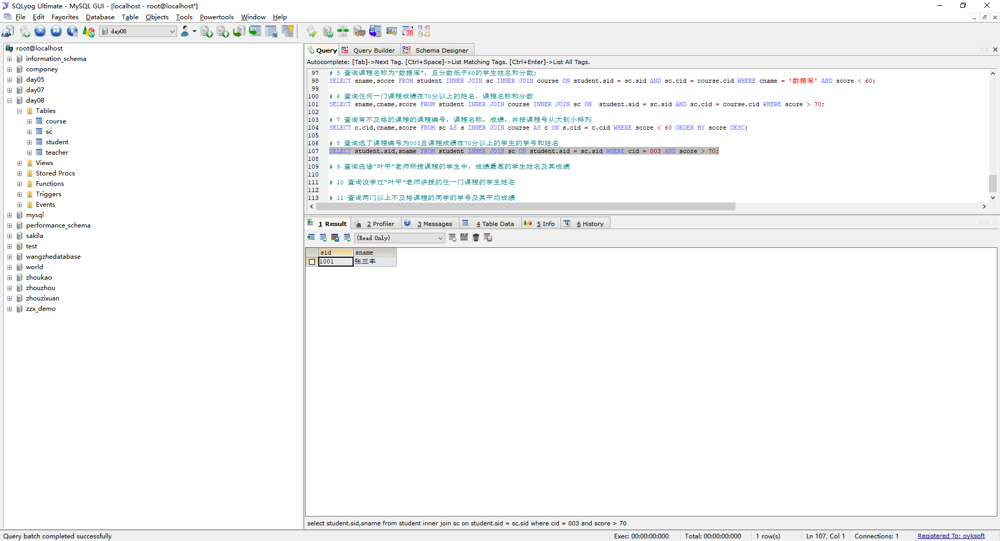 SQLyog Ultimate - MySQL GUI - [localhost - root@localhost*]
File Edit Favorites Database Table Objects Tools Powertools Window Help
day08
root@localhost
information_schema
componey
day05
day07
day08
Tables
course
sc
student
teacher
Views
Stored Procs
Functions
Triggers
Events
mysql
performance_schema
sakila
test
wangzhedatabase
world
zhoukao
zhouzhou
zhouzixuan
zzx_demo
Query Query Builder Schema Designer
Autocomplete: [Tab]->Next Tag. [Ctrl+Space]->List Matching Tags. [Ctrl+Enter]->List All Tags.
97 # 5 查询课程名称为“数据库”，且分数低于60的学生姓名和分数;
98 SELECT sname,score FROM student INNER JOIN sc INNER JOIN course ON student.sid = sc.sid AND sc.cid = course.cid WHERE cname = '数据库' AND score < 60;
99
100 # 6 查询任何一门课程成绩在70分以上的姓名、课程名称和分数
101 SELECT sname,cname,score FROM student INNER JOIN course INNER JOIN sc ON  student.sid = sc.sid AND sc.cid = course.cid WHERE score > 70;
102
103 # 7 查询有不及格的课程的课程编号，课程名称，成绩，并按课程号从大到小排列
104 SELECT c.cid,cname,score FROM sc AS s INNER JOIN course AS c ON s.cid = c.cid WHERE score < 60 ORDER BY score DESC;
105
106 # 8 查询选了课程编号为003且课程成绩在70分以上的学生的学号和姓名
107 SELECT student.sid,sname FROM student INNER JOIN sc ON student.sid = sc.sid WHERE cid = 003 AND score > 70;
108
109 # 9 查询选修“叶平”老师所授课程的学生中，成绩最高的学生姓名及其成绩
110
111 # 10 查询没学过“叶平”老师讲授的任一门课程的学生姓名
112
113 # 11 查询两门以上不及格课程的同学的学号及其平均成绩
1 Result 2 Profiler 3 Messages 4 Table Data 5 Info 6 History
(Read Only)
sid sname
1001 张三丰
select student.sid,sname from student inner join sc on student.sid = sc.sid where cid = 003 and score > 70
Query batch completed successfully Exec: 00:00:00:000 Total: 00:00:00:000 1 row(s) Ln 107, Col 1 Connections: 1 Registered To: ovksoft